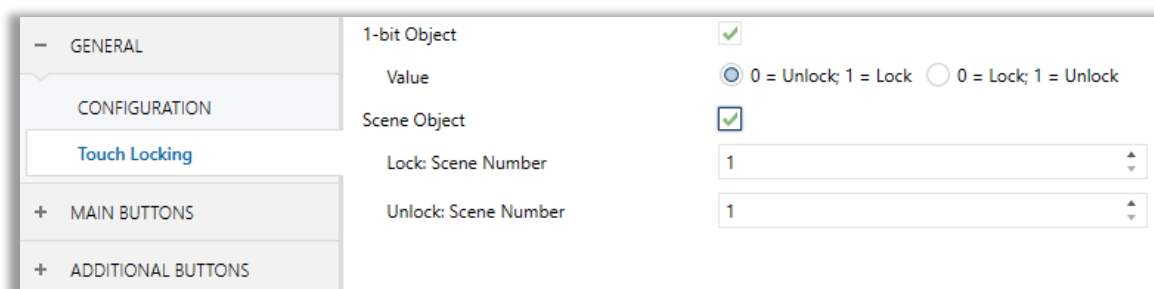 − GENERAL
CONFIGURATION
Touch Locking
+ MAIN BUTTONS
+ ADDITIONAL BUTTONS
1-bit Object
Value 0 = Unlock; 1 = Lock 0 = Lock; 1 = Unlock
Scene Object
Lock: Scene Number 1
Unlock: Scene Number 1